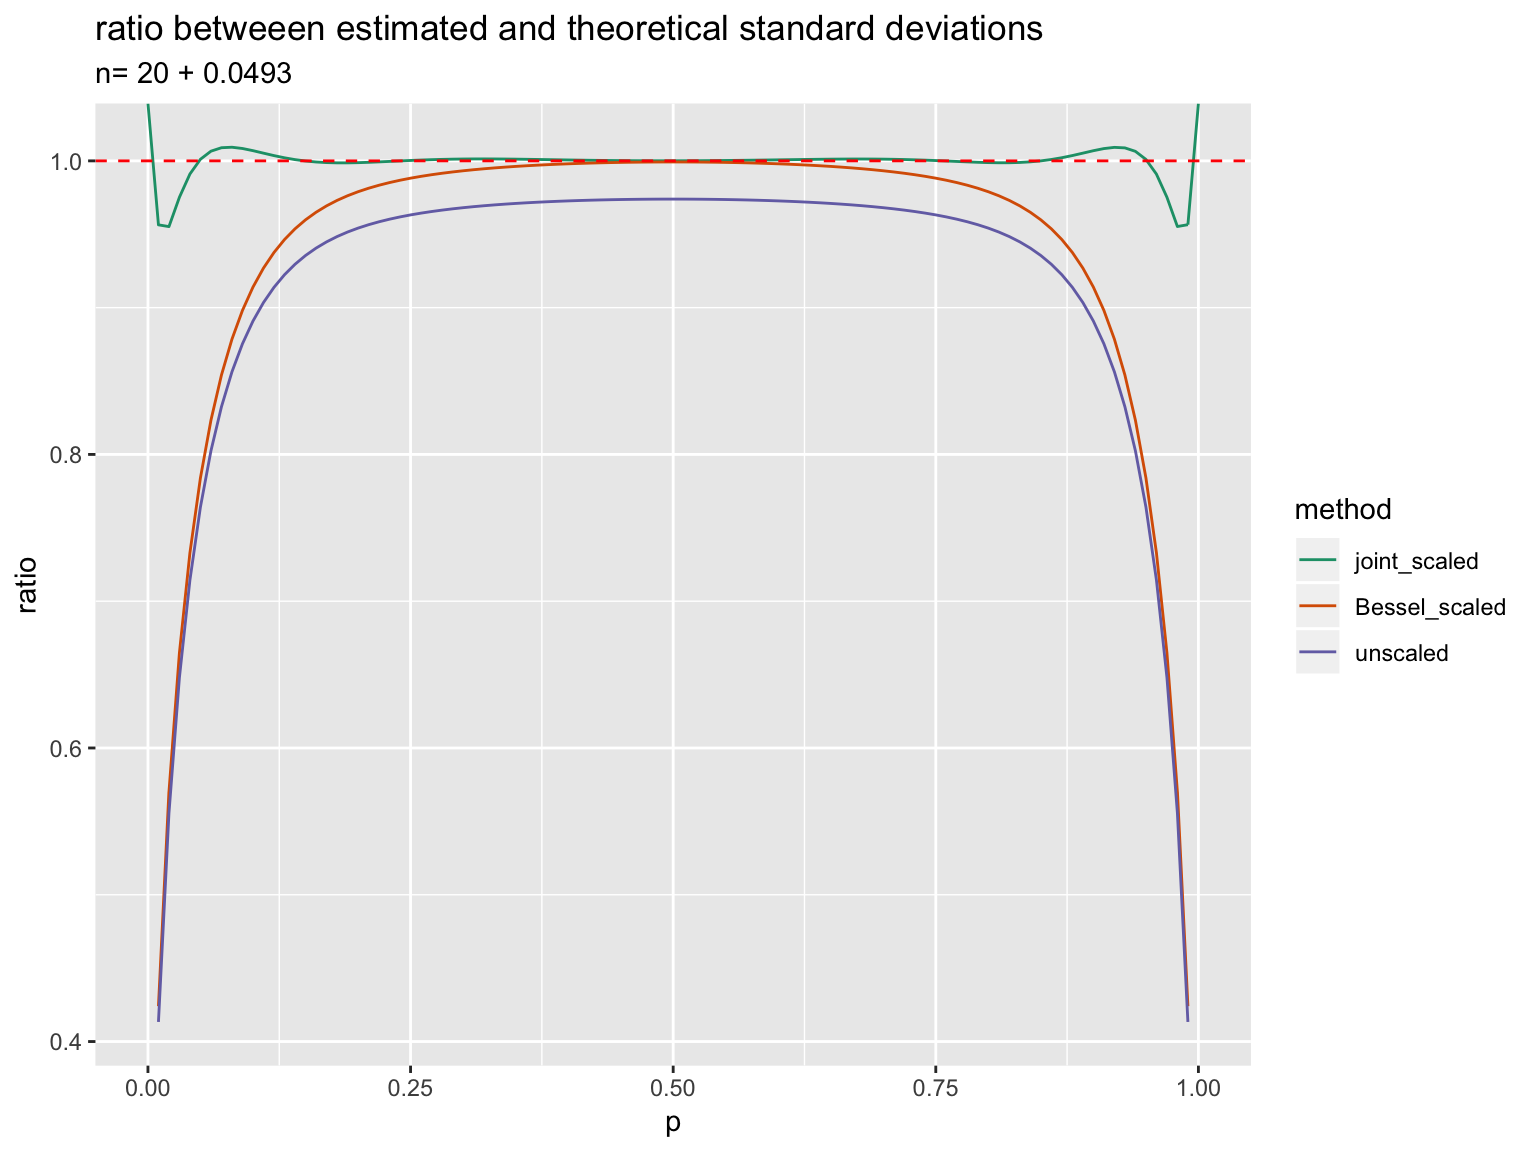 ratio betweeen estimated and theoretical standard deviations
n= 20 + 0.0493
1.0
0.8
0.6
0.4
ratio
0.00
0.25
0.50
0.75
1.00
p
method
joint_scaled
Bessel_scaled
unscaled